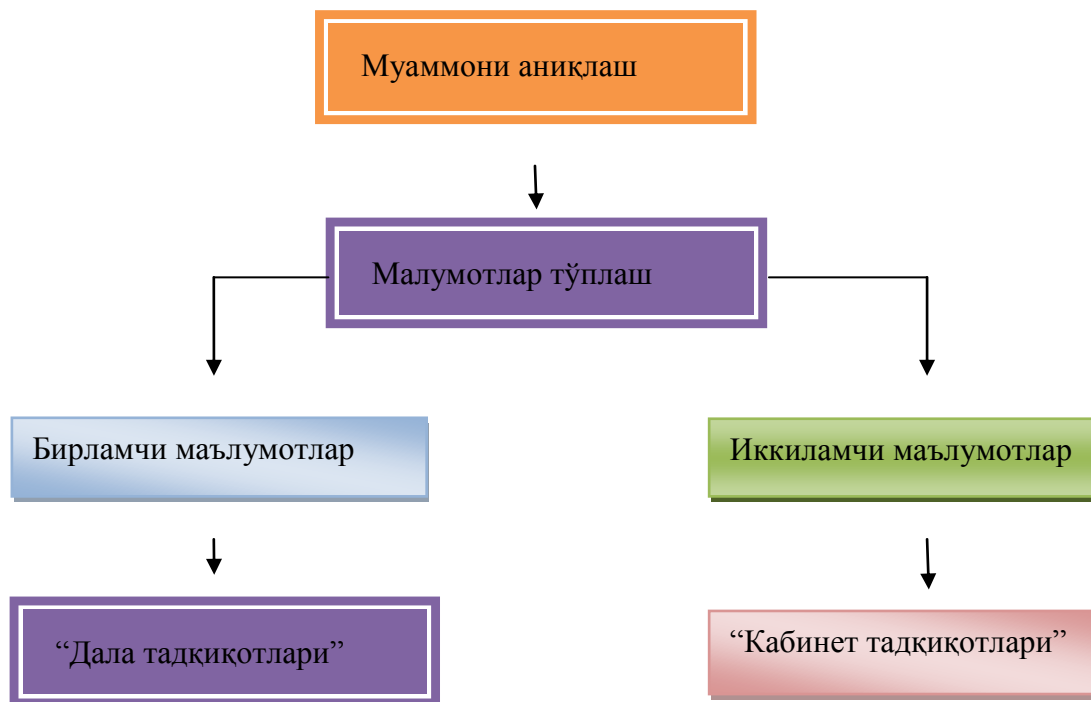 Муаммони аниқлаш
Малумотлар тўплаш
Бирламчи маълумотлар
Иккиламчи маълумотлар
“Дала тадқиқотлари”
“Кабинет тадқиқотлари”